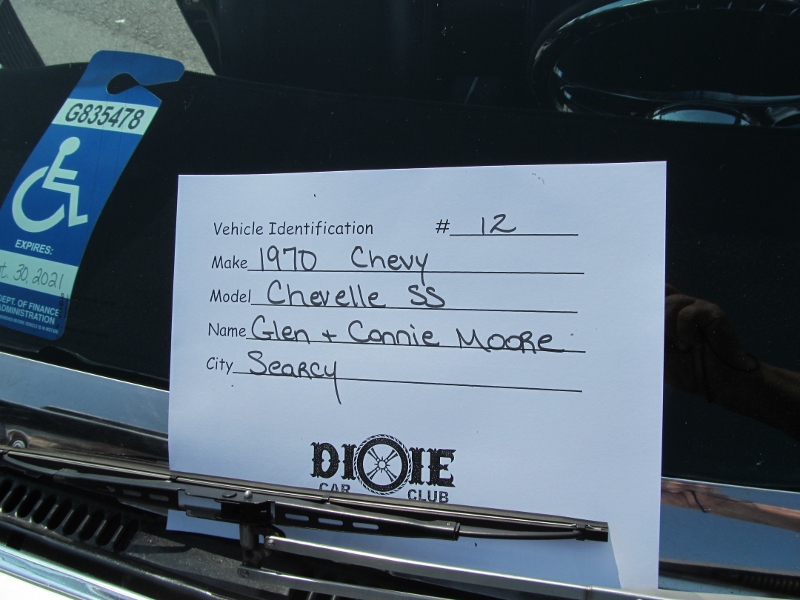 G835478
EXPIRES:
t. 30, 2021
DEPT. OF FINANCE
ADMINISTRATION
Vehicle Identification # 12
Make 1970 Chevy
Model Chevelle SS
Name Glen + Connie Moore
City Searcy
DIXIE
CAR CLUB